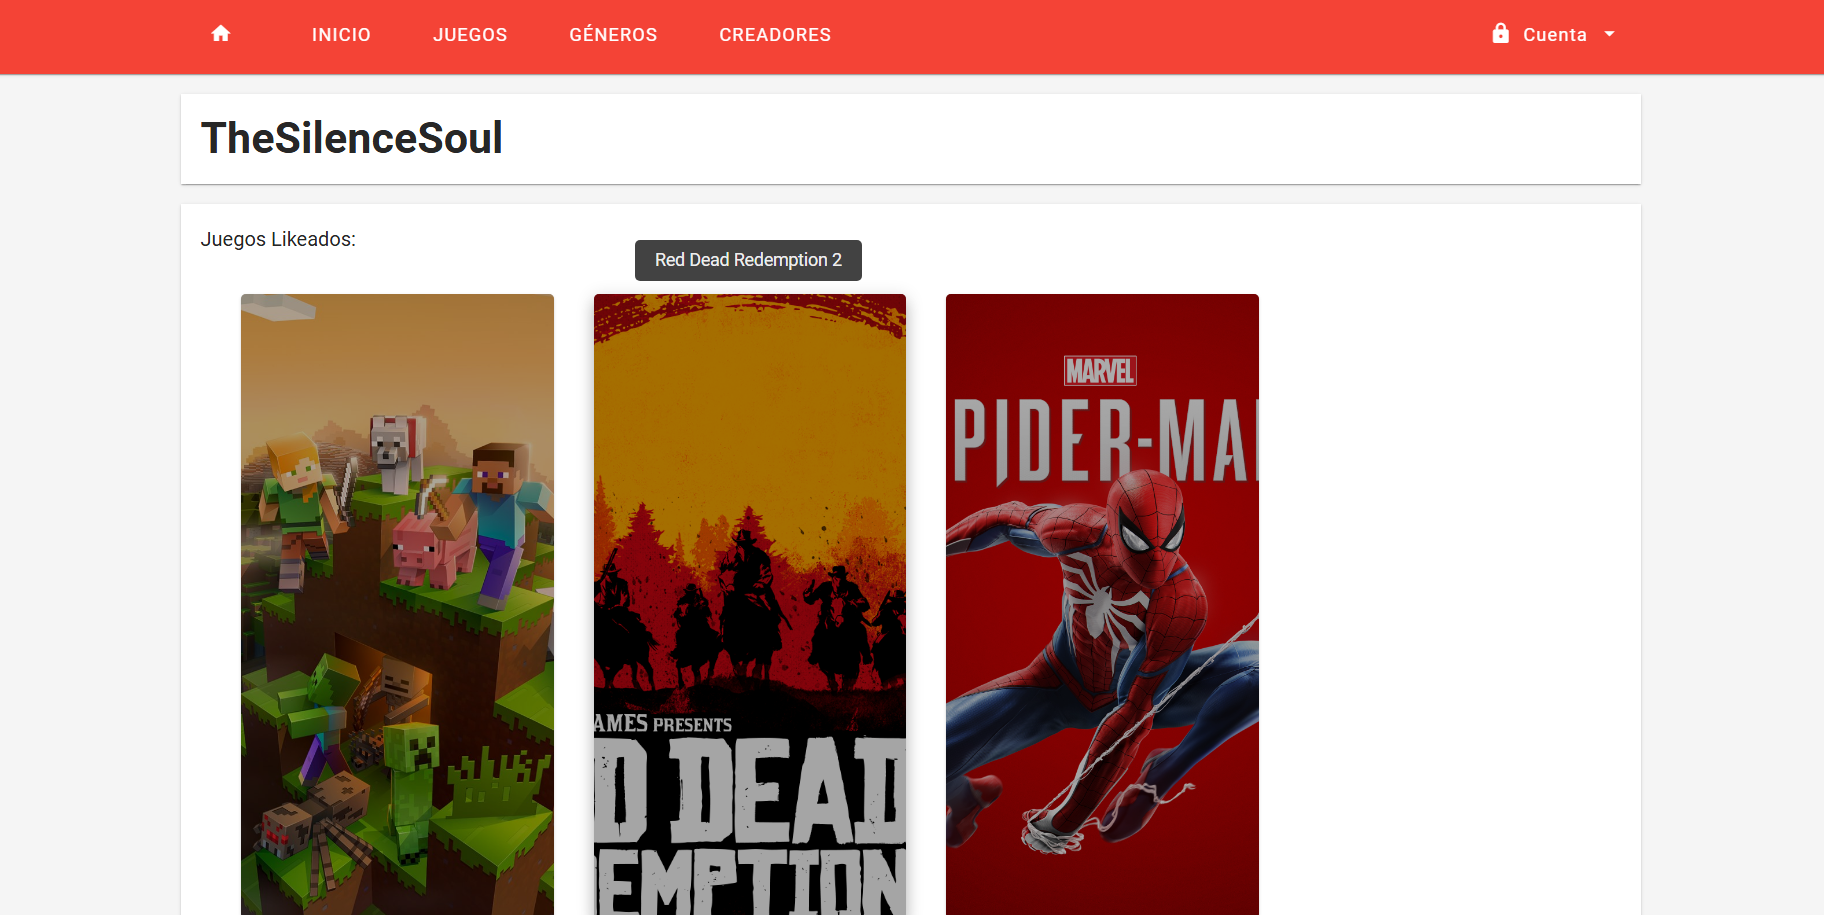 INICIO JUEGOS GÉNEROS CREADORES Cuenta
TheSilenceSoul
Juegos Likeados:
Red Dead Redemption 2
MARVEL
PIDER-MA
AMES PRESENTS
D DEAD
EMPTION